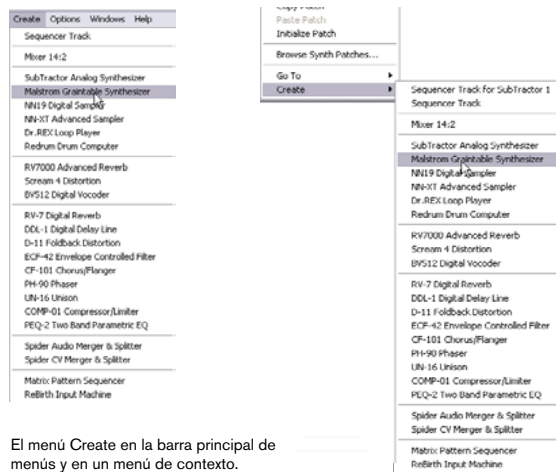 Create Options Windows Help
Sequencer Track
Mixer 14:2
SubTractor Analog Synthesizer
Malstrom Graintable Synthesizer
NN19 Digital Sampler
NN-XT Advanced Sampler
Dr.REX Loop Player
Redrum Drum Computer
RV7000 Advanced Reverb
Scream 4 Distortion
BV512 Digital Vocoder
RV-7 Digital Reverb
DDL-1 Digital Delay Line
D-11 Foldback Distortion
ECF-42 Envelope Controlled Filter
CF-101 Chorus/Flanger
PH-90 Phaser
UN-16 Unison
COMP-01 Compressor/Limiter
PEQ-2 Two Band Parametric EQ
Spider Audio Merger & Splitter
Spider CV Merger & Splitter
Matrix Pattern Sequencer
ReBirth Input Machine
Copy Patch
Paste Patch
Initialize Patch
Browse Synth Patches...
Go To
Create
Sequencer Track for SubTractor 1
Sequencer Track
Mixer 14:2
SubTractor Analog Synthesizer
Malstrom Graintable Synthesizer
NN19 Digital Sampler
NN-XT Advanced Sampler
Dr.REX Loop Player
Redrum Drum Computer
RV7000 Advanced Reverb
Scream 4 Distortion
BV512 Digital Vocoder
RV-7 Digital Reverb
DDL-1 Digital Delay Line
D-11 Foldback Distortion
ECF-42 Envelope Controlled Filter
CF-101 Chorus/Flanger
PH-90 Phaser
UN-16 Unison
COMP-01 Compressor/Limiter
PEQ-2 Two Band Parametric EQ
Spider Audio Merger & Splitter
Spider CV Merger & Splitter
Matrix Pattern Sequencer
ReBirth Input Machine
El menú Create en la barra principal de
menús y en un menú de contexto.